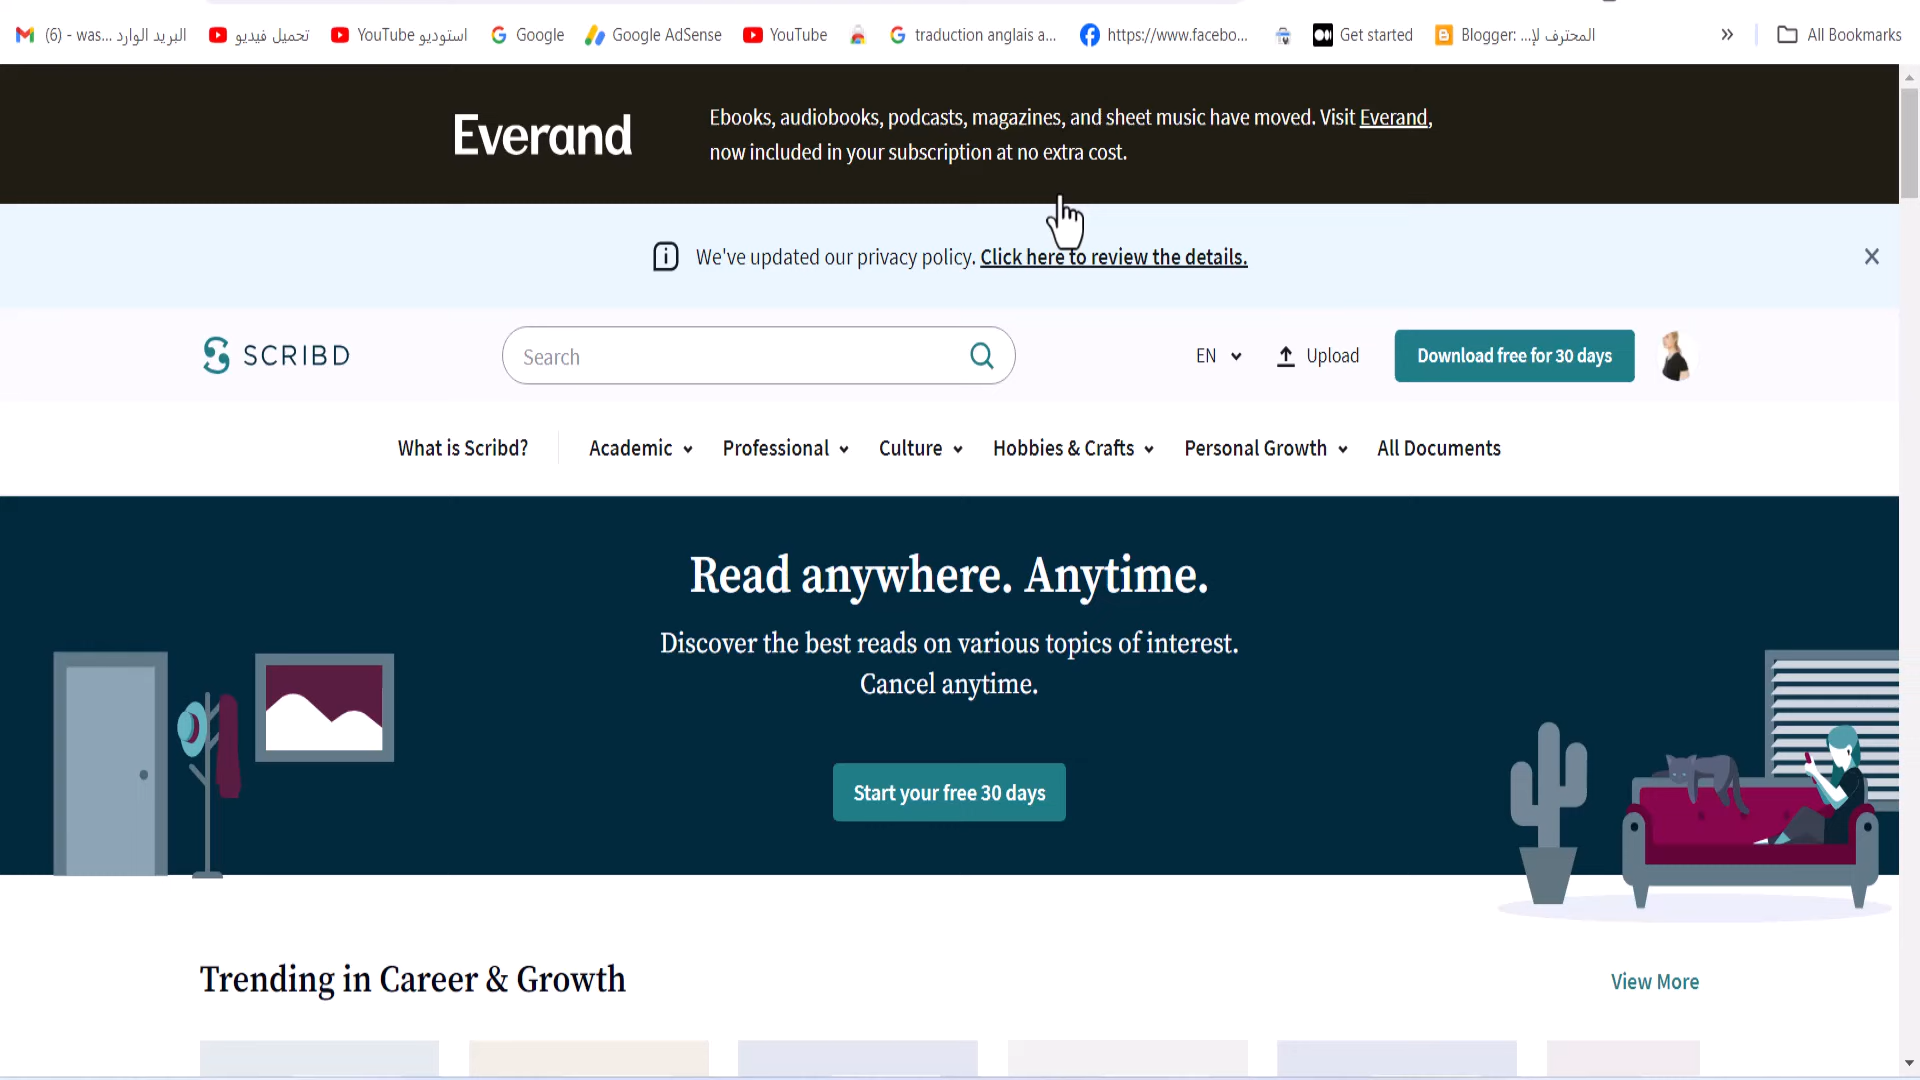 (6) - was... البريد الوارد
تحميل فيديو
YouTube استوديو
Google
Google AdSense
YouTube
traduction anglais a...
https://www.facebo...
Get started
Blogger: ...المحترف لإ
»
All Bookmarks
Everand
Ebooks, audiobooks, podcasts, magazines, and sheet music have moved. Visit Everand,
now included in your subscription at no extra cost.
We've updated our privacy policy. Click here to review the details.
SCRIBD
Search
EN
Upload
Download free for 30 days
What is Scribd?
Academic
Professional
Culture
Hobbies & Crafts
Personal Growth
All Documents
Read anywhere. Anytime.
Discover the best reads on various topics of interest.
Cancel anytime.
Start your free 30 days
Trending in Career & Growth
View More